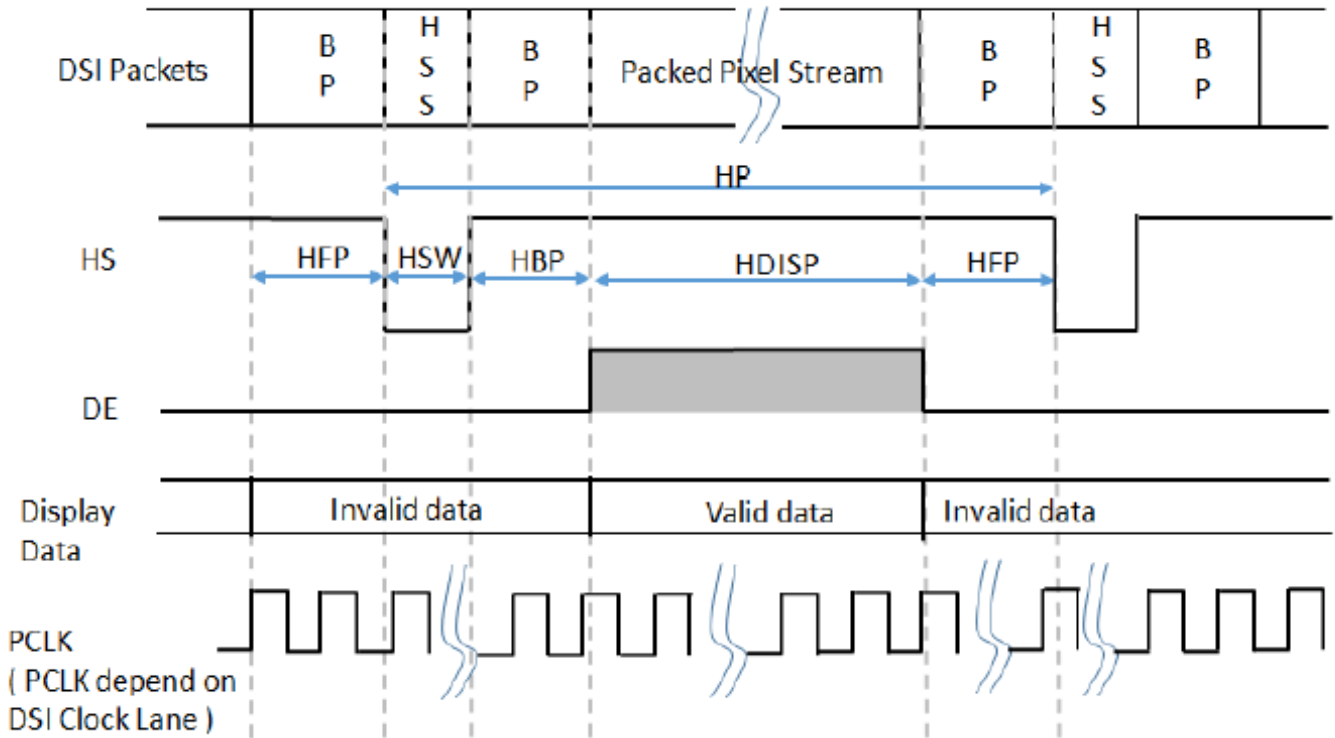 DSI Packets
B
P
H
S
S
B
P
Packed Pixel Stream
B
P
H
S
S
B
P
HP
HS
HFP
HSW
HBP
HDISP
HFP
DE
Display
Data
Invalid data
Valid data
Invalid data
PCLK
( PCLK depend on
DSI Clock Lane )